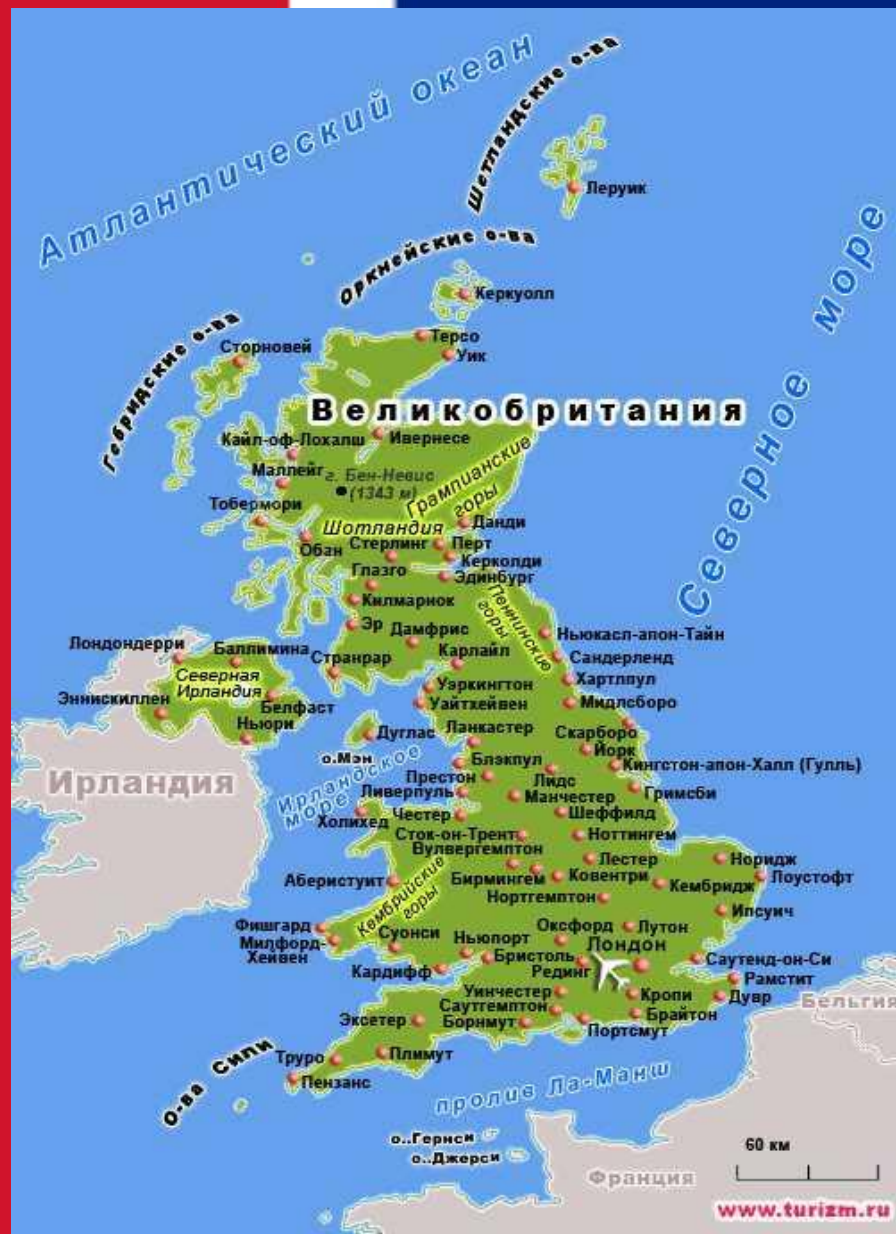 Атлантический океан
Шетландские о-ва
Леруик
Оркнейские о-ва
Керкуолл
Северное море
Гебридские о-ва
Сторновей
Терсо
Уик
Великобритания
Кайл-оф-Лохалш
Ивернесе
Маллейг
г. Бен-Невис
(1343 м)
Грампианские
горы
Тобермори
Шотландия
Данди
Обан
Стерлинг
Перт
Керколди
Глазго
Эдинбург
Килмарнок
Пеннинские
горы
Эр
Дамфрис
Ньюкасл-апон-Тайн
Лондондерри
Баллимина
Странрар
Карлайл
Сандерленд
Северная
Ирландия
Хартлпул
Эннискиллен
Белфаст
Уэркингтон
Уайтхейвен
Мидлсборо
Ньюри
Дуглас
Ланкастер
Скарборо
Йорк
о.Мэн
Блэкпул
Кингстон-апон-Халл (Гулль)
Ирландия
Ирландское
море
Престон
Лидс
Ливерпуль
Манчестер
Гримсби
Холихед
Честер
Шеффилд
Сток-он-Трент
Ноттингем
Вулвергемптон
Лестер
Норидж
Аберистуит
Бирмингем
Ковентри
Кембридж
Лоустофт
Кембрийские
горы
Нортгемптон
Ипсуич
Фишгард
Милфорд-
Хейвен
Суонси
Ньюпорт
Оксфорд
Лутон
Лондон
Кардифф
Бристоль
Рединг
Саутенд-он-Си
Рамстит
Уинчестер
Кропи
Дувр
Бельгия
Эксетер
Саутгемптон
Борнмут
Брайтон
Портсмут
О-ва Сили
Труро
Плимут
Пензанс
пролив Ла-Манш
о..Гернси
о..Джерси
60 км
Франция
www.turizm.ru